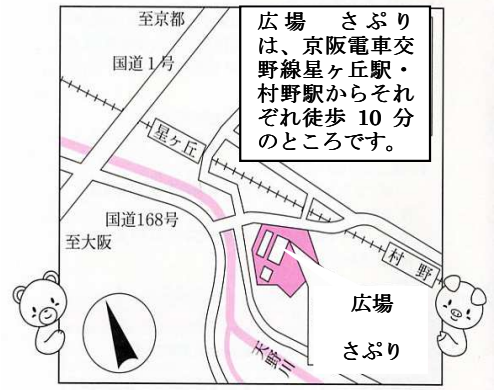 至京都
国道1号
広場 さぷり
は、京阪電車交
野線星ヶ丘駅・
村野駅からそれ
ぞれ徒歩 10 分
のところです。
星ヶ丘
国道168号
至大阪
村野
広場
さぷり
天野川